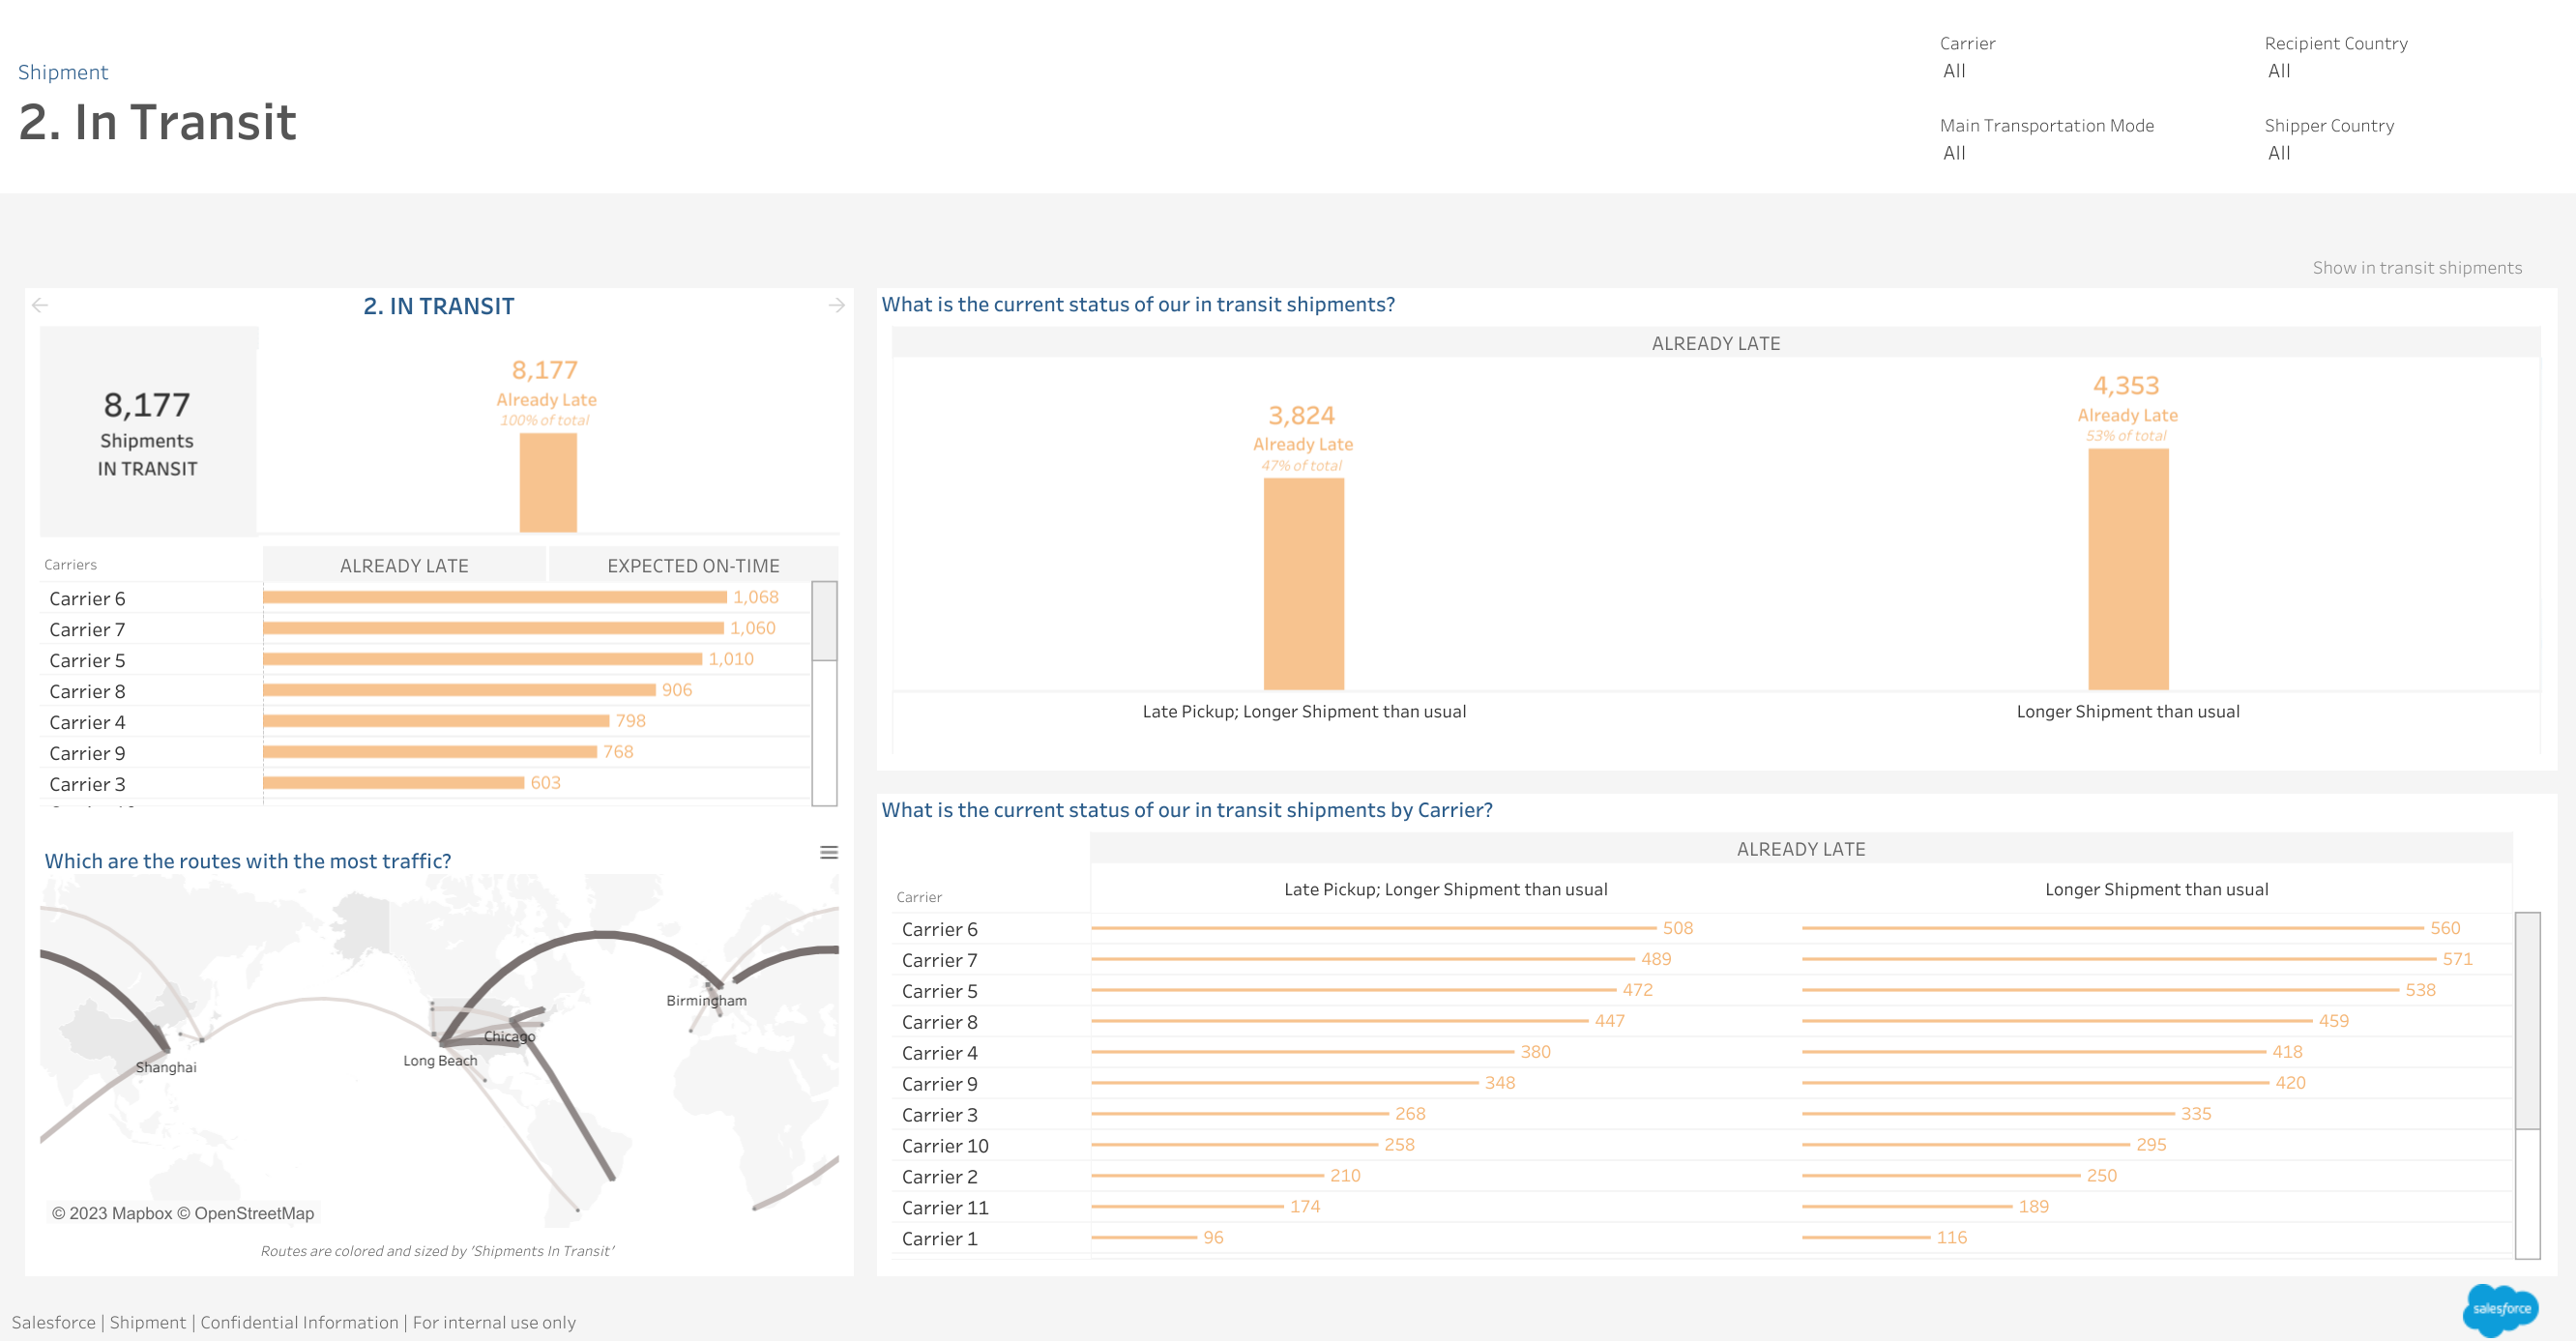 Shipment
2. In Transit
Carrier
All
Recipient Country
All
Main Transportation Mode
All
Shipper Country
All
Show in transit shipments
2. IN TRANSIT
8,177
Shipments
IN TRANSIT
8,177
Already Late
100% of total
Carriers ALREADY LATE EXPECTED ON-TIME
Carrier 6 1,068
Carrier 7 1,060
Carrier 5 1,010
Carrier 8 906
Carrier 4 798
Carrier 9 768
Carrier 3 603
Which are the routes with the most traffic?
Birmingham
Chicago
Long Beach
Shanghai
© 2023 Mapbox © OpenStreetMap
Routes are colored and sized by 'Shipments In Transit'
What is the current status of our in transit shipments?
ALREADY LATE
3,824
Already Late
47% of total
4,353
Already Late
53% of total
Late Pickup; Longer Shipment than usual
Longer Shipment than usual
What is the current status of our in transit shipments by Carrier?
ALREADY LATE
Carrier Late Pickup; Longer Shipment than usual Longer Shipment than usual
Carrier 6 508 560
Carrier 7 489 571
Carrier 5 472 538
Carrier 8 447 459
Carrier 4 380 418
Carrier 9 348 420
Carrier 3 268 335
Carrier 10 258 295
Carrier 2 210 250
Carrier 11 174 189
Carrier 1 96 116
Salesforce | Shipment | Confidential Information | For internal use only
salesforce